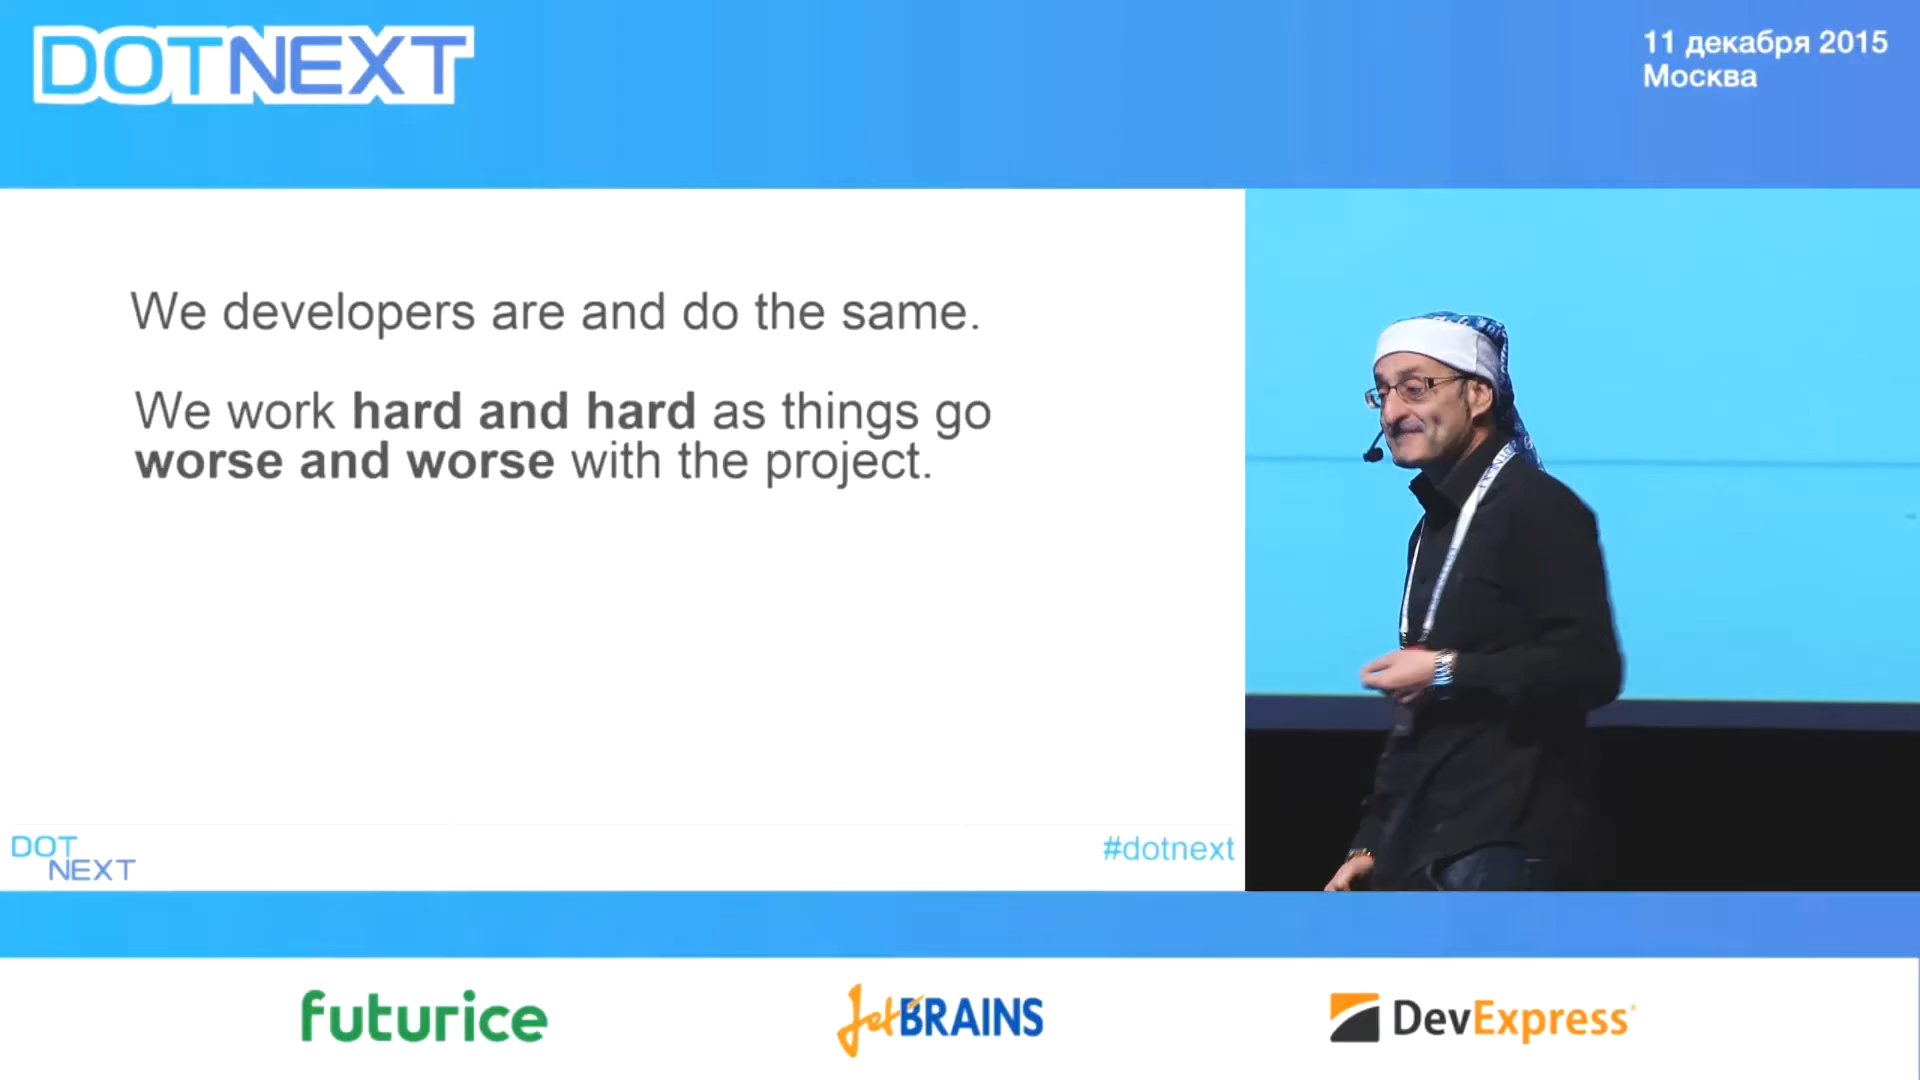 DOTNEXT
11 декабря 2015
Москва
We developers are and do the same.
We work hard and hard as things go
worse and worse with the project.
DOT
NEXT
#dotnext
futurice
JetBRAINS
DevExpress